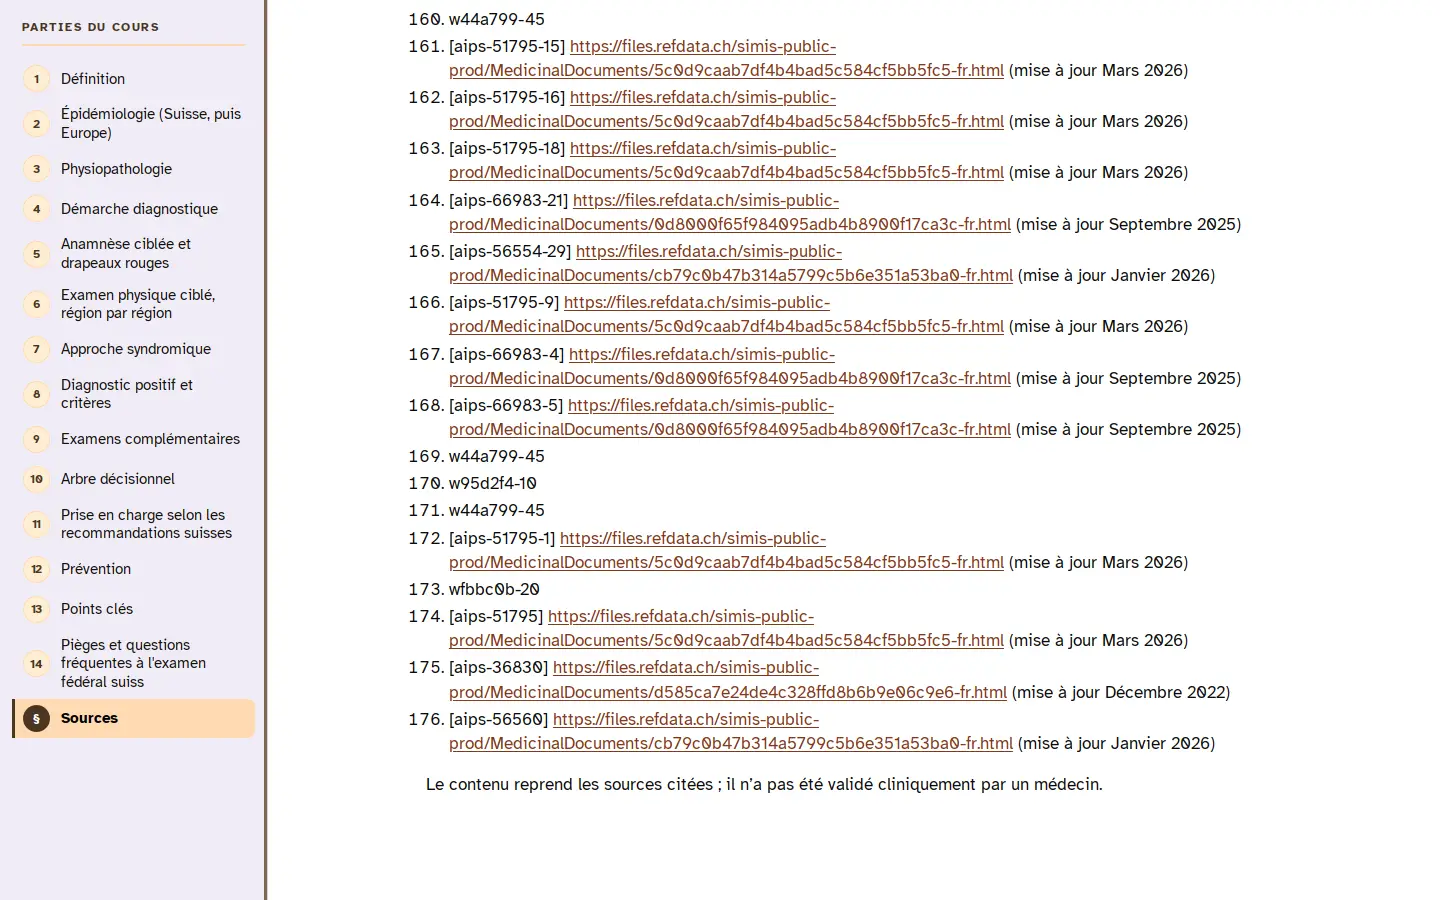 PARTIES DU COURS
1 Définition
2 Épidémiologie (Suisse, puis
Europe)
3 Physiopathologie
4 Démarche diagnostique
5 Anamnèse ciblée et
drapeaux rouges
6 Examen physique ciblé,
région par région
7 Approche syndromique
8 Diagnostic positif et
critères
9 Examens complémentaires
10 Arbre décisionnel
11 Prise en charge selon les
recommandations suisses
12 Prévention
13 Points clés
14 Pièges et questions
fréquentes à l'examen
fédéral suiss
§ Sources
160. w44a799-45
161. [aips-51795-15] https://files.refdata.ch/simis-public-
prod/MedicinalDocuments/5c0d9caab7df4b4bad5c584cf5bb5fc5-fr.html (mise à jour Mars 2026)
162. [aips-51795-16] https://files.refdata.ch/simis-public-
prod/MedicinalDocuments/5c0d9caab7df4b4bad5c584cf5bb5fc5-fr.html (mise à jour Mars 2026)
163. [aips-51795-18] https://files.refdata.ch/simis-public-
prod/MedicinalDocuments/5c0d9caab7df4b4bad5c584cf5bb5fc5-fr.html (mise à jour Mars 2026)
164. [aips-66983-21] https://files.refdata.ch/simis-public-
prod/MedicinalDocuments/0d8000f65f984095adb4b8900f17ca3c-fr.html (mise à jour Septembre 2025)
165. [aips-56554-29] https://files.refdata.ch/simis-public-
prod/MedicinalDocuments/cb79c0b47b314a5799c5b6e351a53ba0-fr.html (mise à jour Janvier 2026)
166. [aips-51795-9] https://files.refdata.ch/simis-public-
prod/MedicinalDocuments/5c0d9caab7df4b4bad5c584cf5bb5fc5-fr.html (mise à jour Mars 2026)
167. [aips-66983-4] https://files.refdata.ch/simis-public-
prod/MedicinalDocuments/0d8000f65f984095adb4b8900f17ca3c-fr.html (mise à jour Septembre 2025)
168. [aips-66983-5] https://files.refdata.ch/simis-public-
prod/MedicinalDocuments/0d8000f65f984095adb4b8900f17ca3c-fr.html (mise à jour Septembre 2025)
169. w44a799-45
170. w95d2f4-10
171. w44a799-45
172. [aips-51795-1] https://files.refdata.ch/simis-public-
prod/MedicinalDocuments/5c0d9caab7df4b4bad5c584cf5bb5fc5-fr.html (mise à jour Mars 2026)
173. wfbbc0b-20
174. [aips-51795] https://files.refdata.ch/simis-public-
prod/MedicinalDocuments/5c0d9caab7df4b4bad5c584cf5bb5fc5-fr.html (mise à jour Mars 2026)
175. [aips-36830] https://files.refdata.ch/simis-public-
prod/MedicinalDocuments/d585ca7e24de4c328ffd8b6b9e06c9e6-fr.html (mise à jour Décembre 2022)
176. [aips-56560] https://files.refdata.ch/simis-public-
prod/MedicinalDocuments/cb79c0b47b314a5799c5b6e351a53ba0-fr.html (mise à jour Janvier 2026)
Le contenu reprend les sources citées ; il n’a pas été validé cliniquement par un médecin.